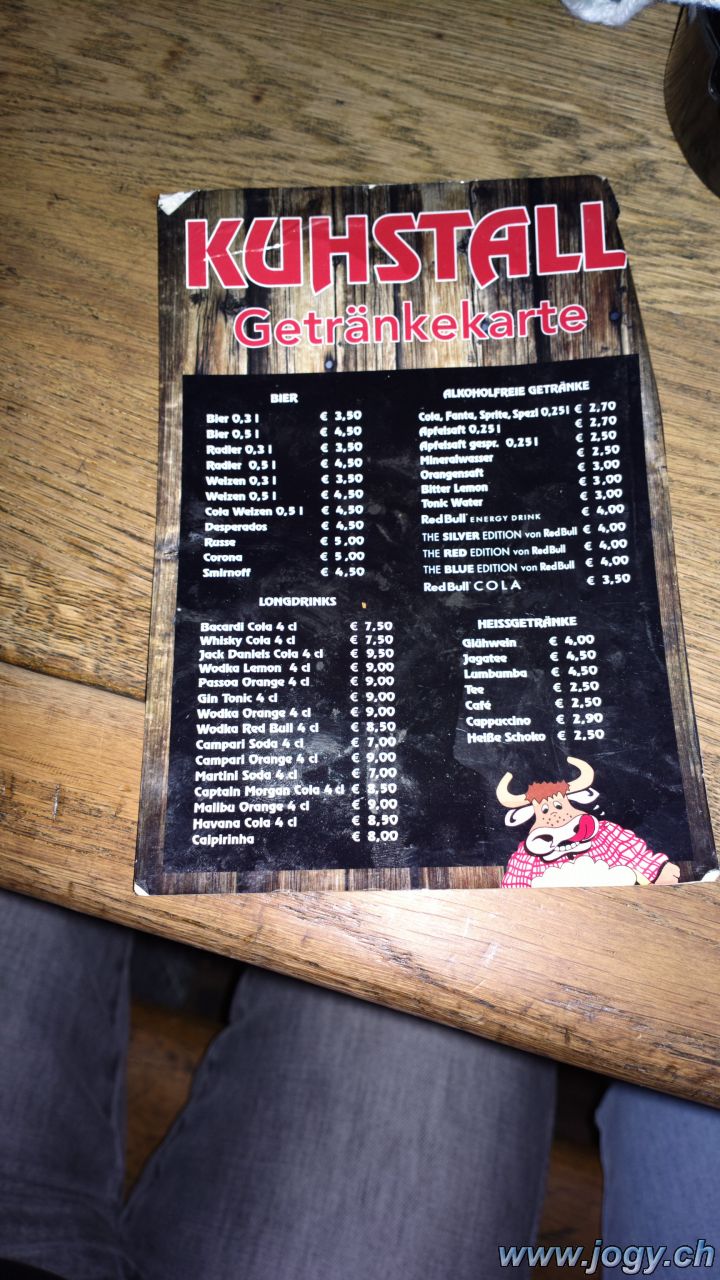 KUHSTALL
Getränkekarte
BIER
Bier 0,3 l € 3,50
Bier 0,5 l € 4,50
Radler 0,3 l € 3,50
Radler 0,5 l € 4,50
Weizen 0,3 l € 3,50
Weizen 0,5 l € 4,50
Cola Weizen 0,5 l € 4,50
Desperados € 4,50
Russe € 5,00
Corona € 5,00
Smirnoff € 4,50
LONGDRINKS
Bacardi Cola 4 cl € 7,50
Whisky Cola 4 cl € 7,50
Jack Daniels Cola 4 cl € 9,50
Wodka Lemon 4 cl € 9,00
Passoa Orange 4 cl € 9,00
Gin Tonic 4 cl € 9,00
Wodka Orange 4 cl € 9,00
Wodka Red Bull 4 cl € 8,50
Campari Soda 4 cl € 7,00
Campari Orange 4 cl € 9,00
Martini Soda 4 cl € 7,00
Captain Morgan Cola 4 cl € 8,50
Malibu Orange 4 cl € 9,00
Havana Cola 4 cl € 8,50
Caipirinha € 8,00
ALKOHOLFREIE GETRÄNKE
Cola, Fanta, Sprite, Spezi 0,25 l € 2,70
Apfelsaft 0,25 l € 2,70
Apfelsaft gespr. 0,25 l € 2,50
Mineralwasser € 2,50
Orangensaft € 3,00
Bitter Lemon € 3,00
Tonic Water € 3,00
Red Bull ENERGY DRINK € 4,00
THE SILVER EDITION von Red Bull € 4,00
THE RED EDITION von Red Bull € 4,00
THE BLUE EDITION von Red Bull € 4,00
Red Bull COLA € 3,50
HEISSGETRÄNKE
Glühwein € 4,00
Jagatee € 4,50
Lumbumba € 4,50
Tee € 2,50
Café € 2,50
Cappuccino € 2,90
Heiße Schoko € 2,50
www.jogy.ch